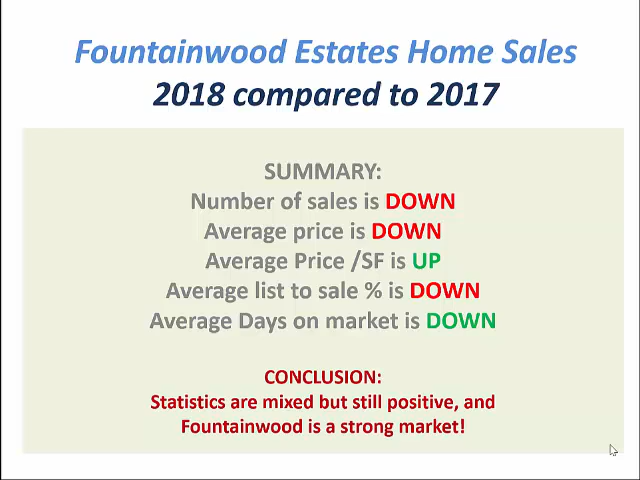 Fountainwood Estates Home Sales
2018 compared to 2017
SUMMARY:
Number of sales is DOWN
Average price is DOWN
Average Price /SF is UP
Average list to sale % is DOWN
Average Days on market is DOWN
CONCLUSION:
Statistics are mixed but still positive, and
Fountainwood is a strong market!